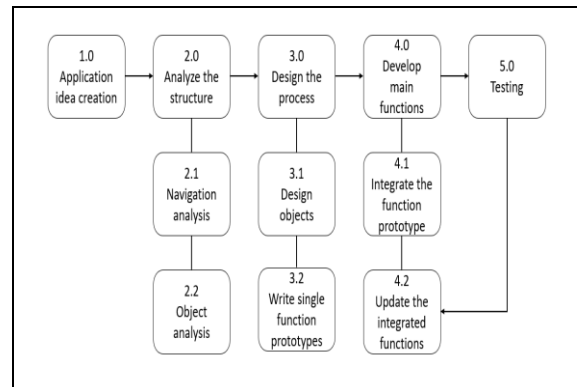 1.0
Application
idea creation
2.0
Analyze the
structure
3.0
Design the
process
4.0
Develop
main
functions
5.0
Testing
2.1
Navigation
analysis
3.1
Design
objects
4.1
Integrate the
function
prototype
2.2
Object
analysis
3.2
Write single
function
prototypes
4.2
Update the
integrated
functions